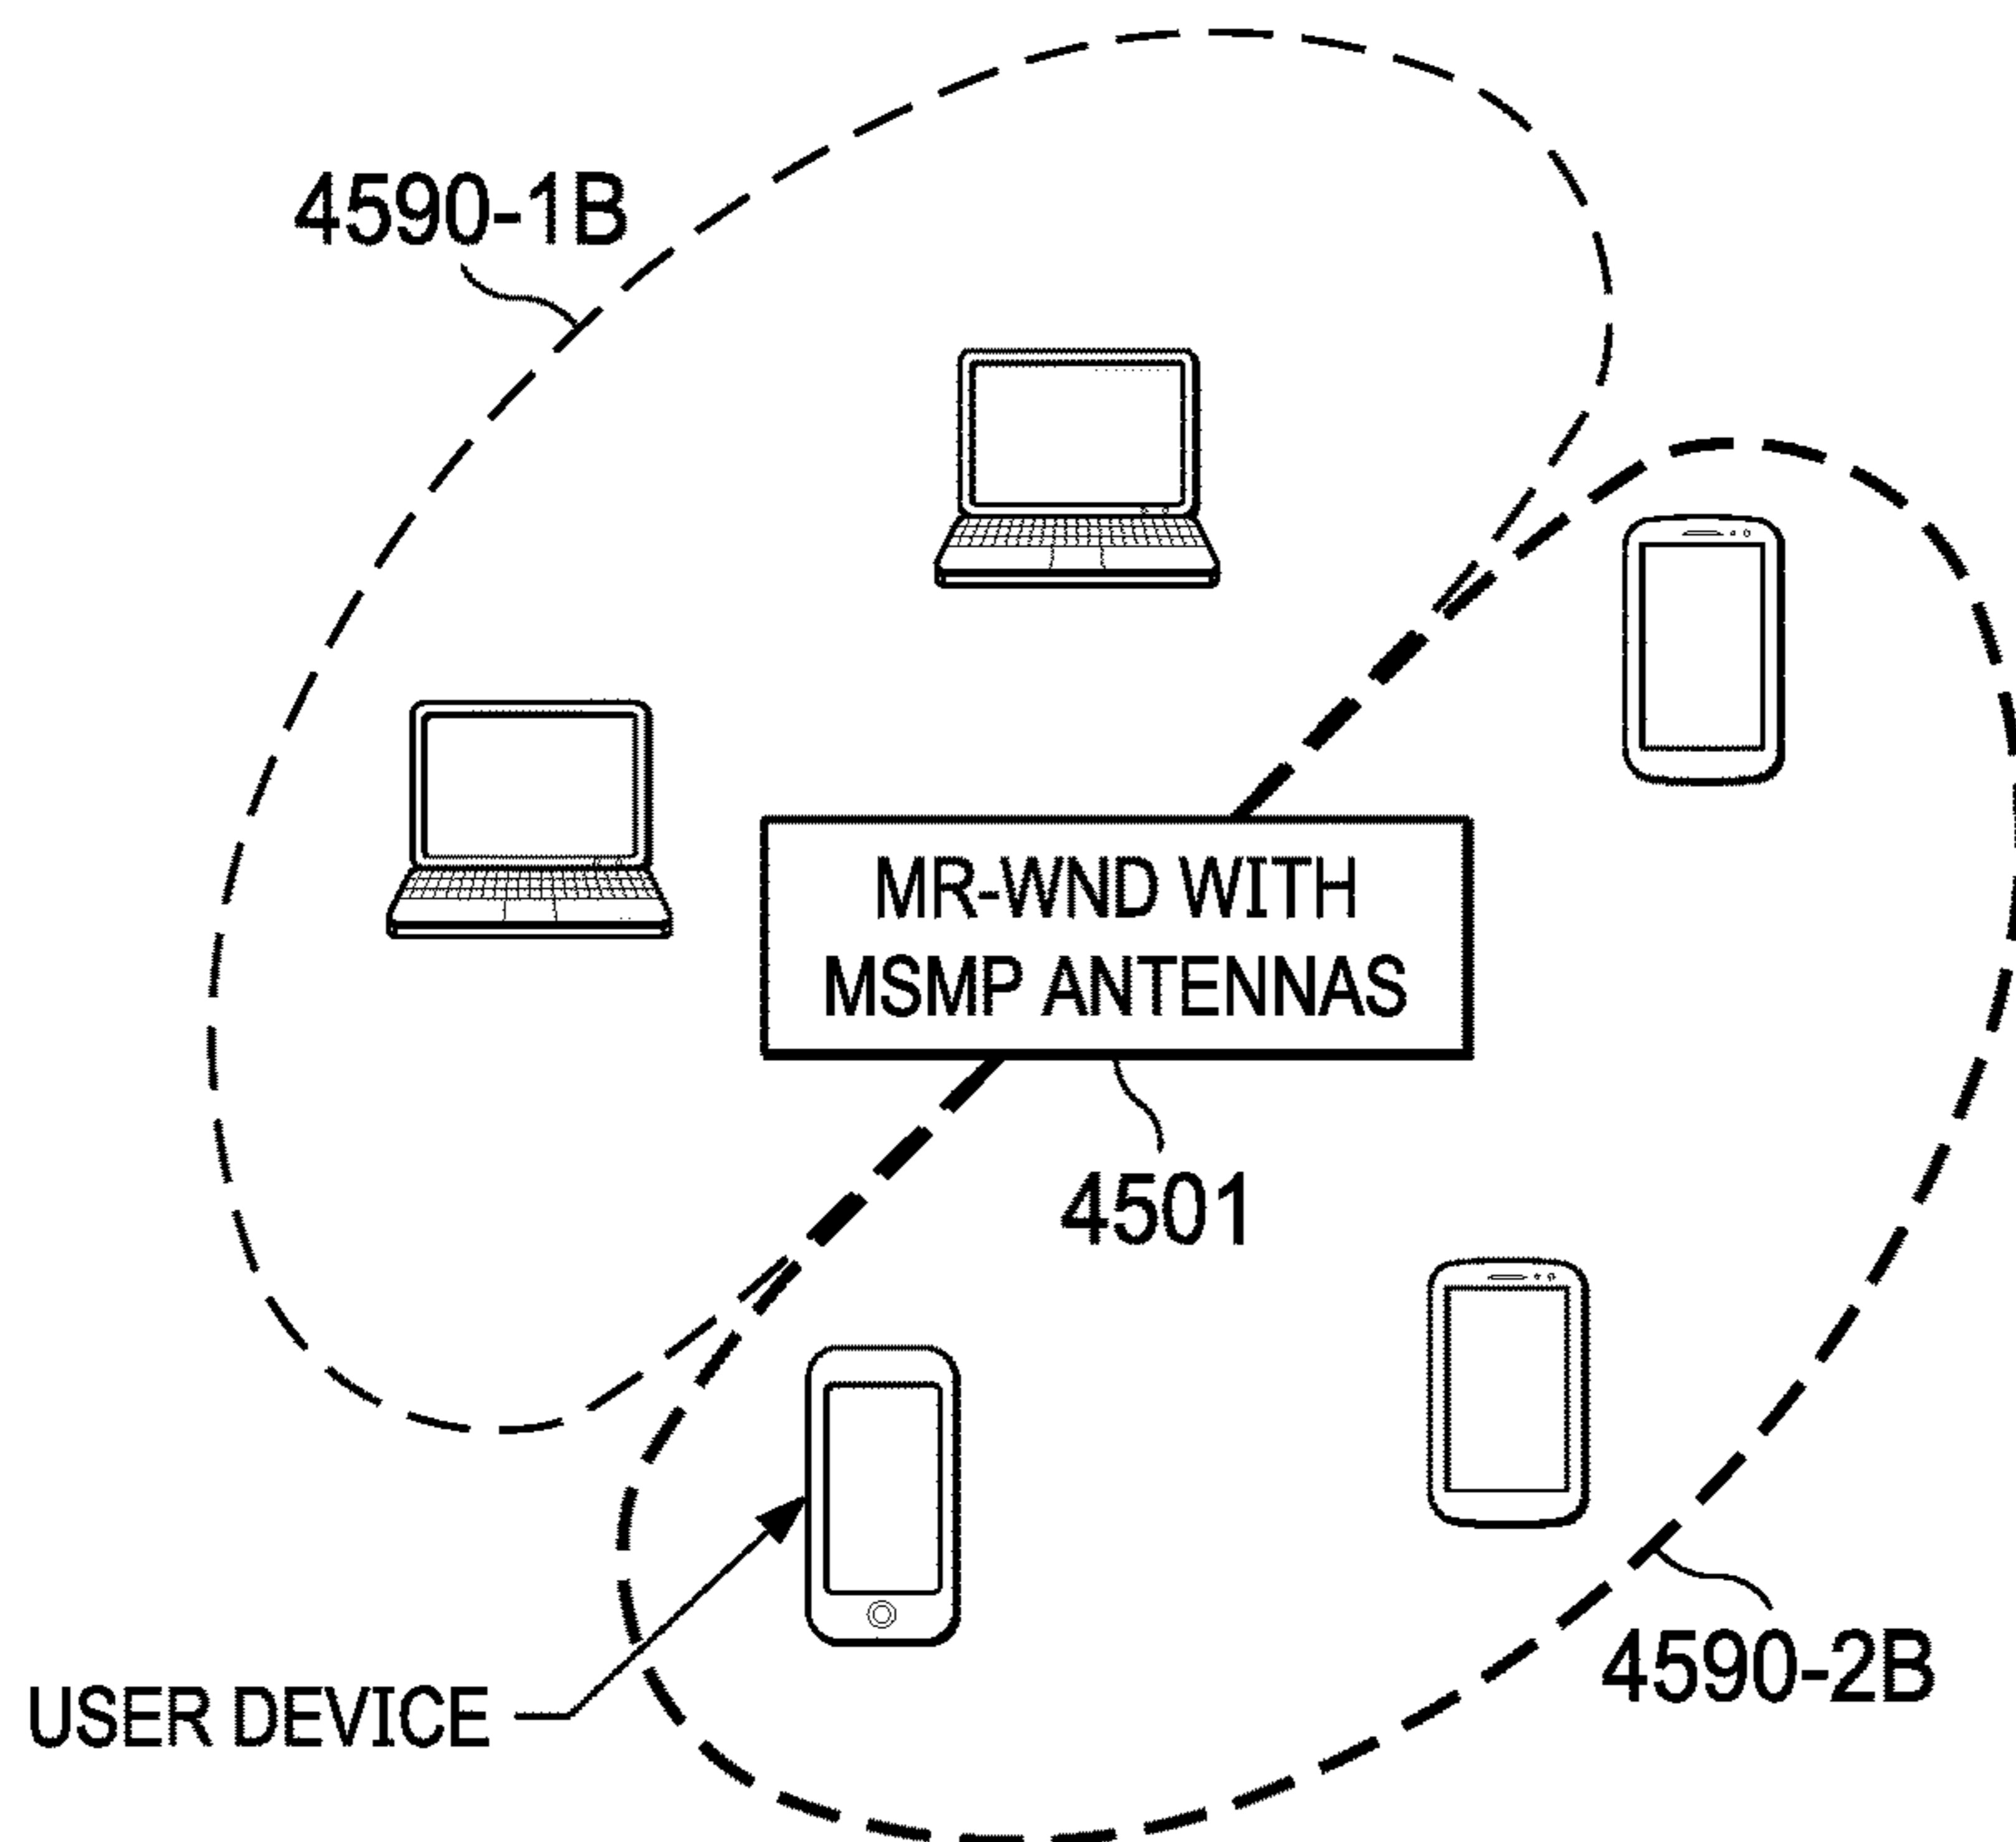 4590-1B
MR-WND WITH
MSMP ANTENNAS
4501
4590-2B
USER DEVICE